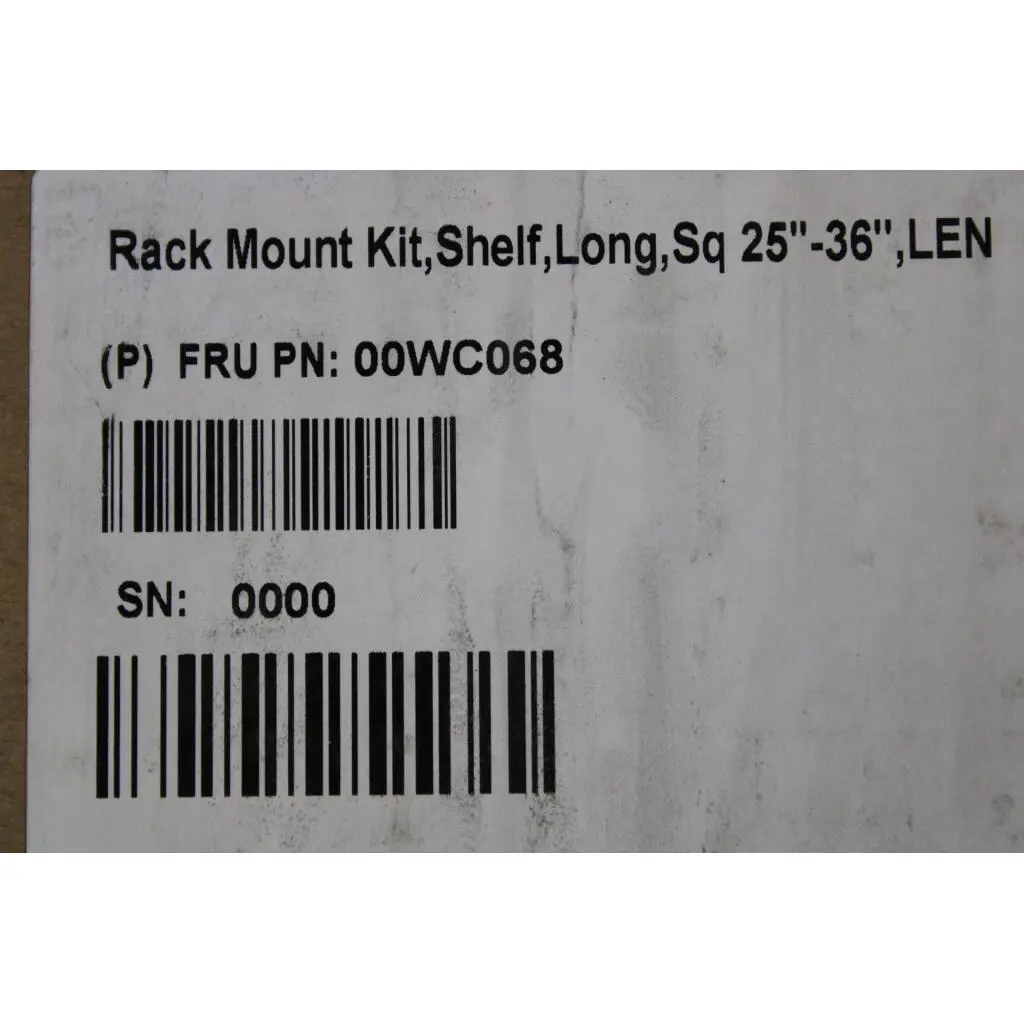 Rack Mount Kit,Shelf,Long,Sq 25"-36",LEN
(P) FRU PN: 00WC068
SN: 0000